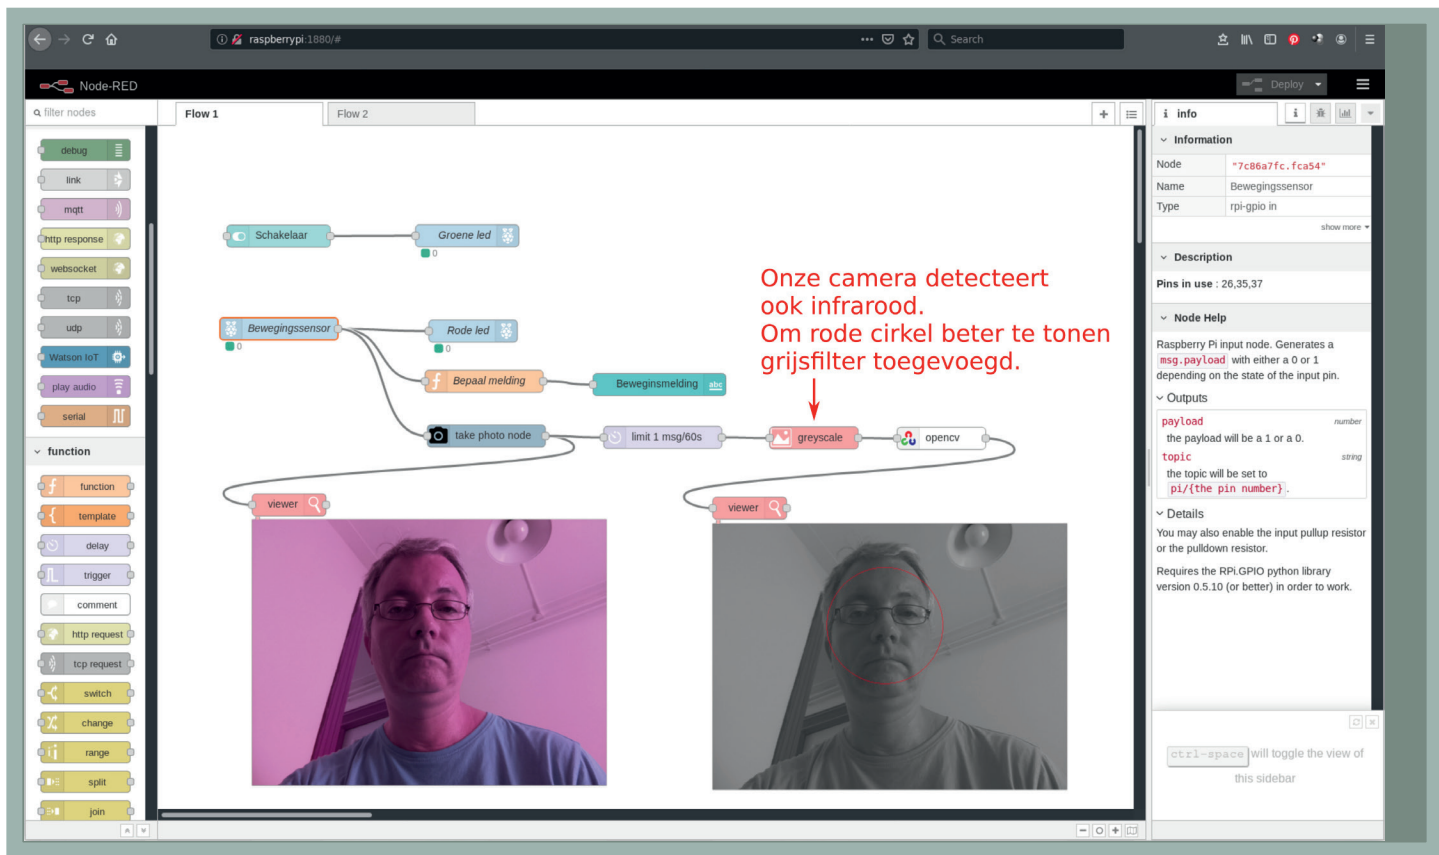 raspberrypi:1880/#
Search
Node-RED
Deploy
filter nodes
Flow 1
Flow 2
info
debug
link
mqtt
http response
websocket
tcp
udp
Watson IoT
play audio
serial
function
function
template
delay
trigger
comment
http request
tcp request
switch
change
range
split
join
Schakelaar
Groene led
0
Bewegingssensor
0
Rode led
0
Bepaal melding
Beweginsmelding
abc
take photo node
limit 1 msg/60s
greyscale
opencv
viewer
viewer
Onze camera detecteert
ook infrarood.
Om rode cirkel beter te tonen
grijsfilter toegevoegd.
Information
Node "7c86a7fc.fca54"
Name Bewegingssensor
Type rpi-gpio in
show more
Description
Pins in use : 26,35,37
Node Help
Raspberry Pi input node. Generates a
msg.payload with either a 0 or 1
depending on the state of the input pin.
Outputs
payload number
the payload will be a 1 or a 0.
topic string
the topic will be set to
pi/{the pin number} .
Details
You may also enable the input pullup resistor
or the pulldown resistor.
Requires the RPi.GPIO python library
version 0.5.10 (or better) in order to work.
ctrl-space will toggle the view of
this sidebar